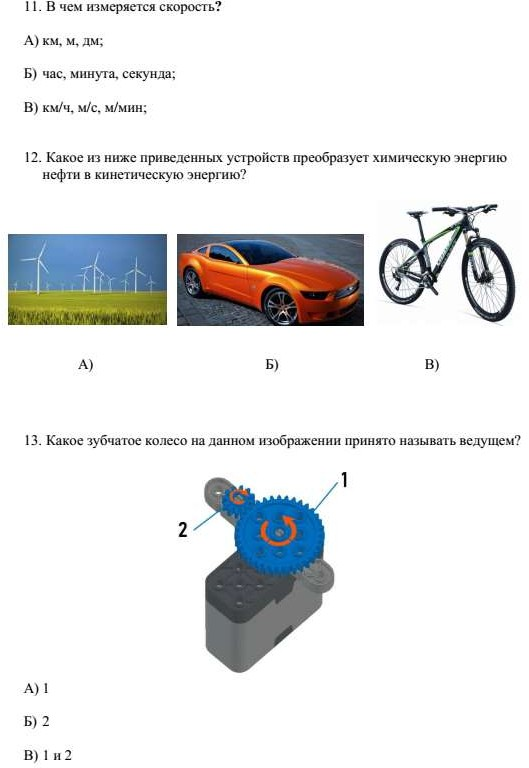 11. В чем измеряется скорость?
А) км, м, дм;
Б) час, минута, секунда;
В) км/ч, м/с, м/мин;
12. Какое из ниже приведенных устройств преобразует химическую энергию
нефти в кинетическую энергию?
А) Б) В)
13. Какое зубчатое колесо на данном изображении принято называть ведущем?
1
2
А) 1
Б) 2
В) 1 и 2